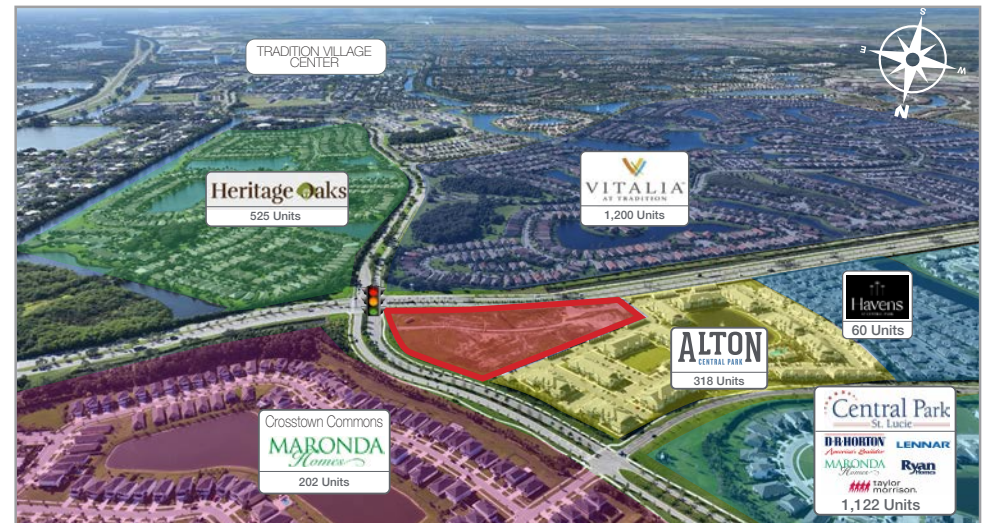 TRADITION VILLAGE
CENTER
S
E
W
N
Heritage Oaks
525 Units
VITALIA
AT TRADITION
1,200 Units
Havens
60 Units
ALTON
CENTRAL PARK
318 Units
Crosstown Commons
MARONDA
Homes
202 Units
Central Park
St. Lucie
D·R·HORTON
America's Builder
LENNAR
MARONDA
Homes
Ryan
Homes
taylor
morrison.
1,122 Units